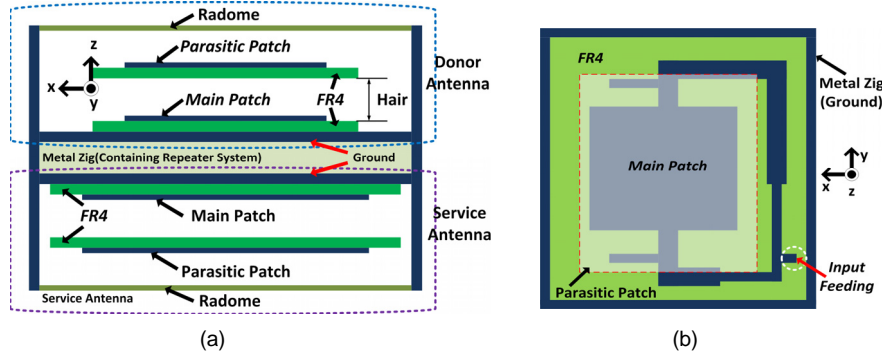 Radome
Parasitic Patch
Donor
Antenna
z
x
y
Main Patch
FR4
Hair
Metal Zig(Containing Repeater System)
Ground
FR4
Main Patch
Service
Antenna
Parasitic Patch
Service Antenna
Radome
(a)
FR4
Metal Zig
(Ground)
Main Patch
y
x
z
Parasitic Patch
Input
Feeding
(b)